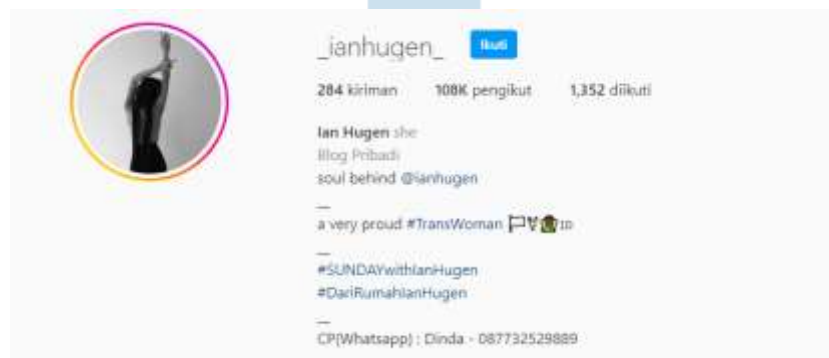 _ianhugen_ Ikuti
284 kiriman 108K pengikut 1,352 diikuti
Ian Hugen she
Blog Pribadi
soul behind @ianhugen
—
a very proud #TransWoman 🏳️‍⚧️ ID
—
#SUNDAYwithIanHugen
#DariRumahIanHugen
—
CP(Whatsapp) : Dinda - 087732529889